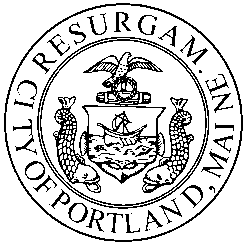 RESURGAM.
CITY OF PORTLAND, MAINE.